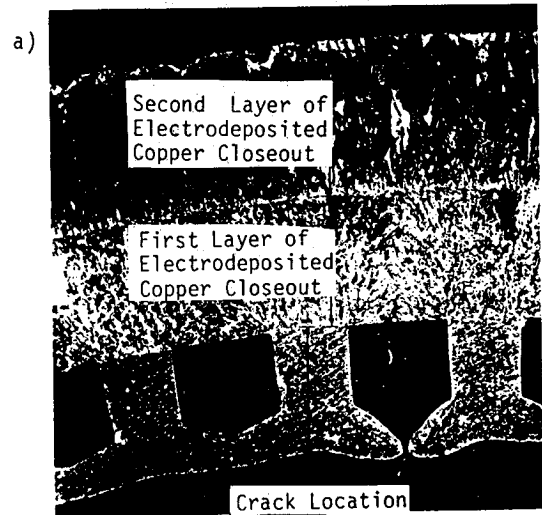 a)
Second Layer of
Electrodeposited
Copper Closeout
First Layer of
Electrodeposited
Copper Closeout
Crack Location